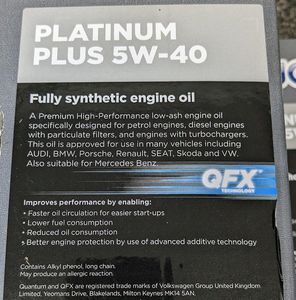 PLATINUM
PLUS 5W-40
Fully synthetic engine oil
A Premium High-Performance low-ash engine oil
specifically designed for petrol engines, diesel engines
with particulate filters, and engines with turbochargers.
This oil is approved for use in many vehicles including
AUDI, BMW, Porsche, Renault, SEAT, Skoda and VW.
Also suitable for Mercedes Benz.
QFX
TECHNOLOGY
Improves performance by enabling:
• Faster oil circulation for easier start-ups
• Lower fuel consumption
• Reduced oil consumption
• Better engine protection by use of advanced additive technology
Contains Alkyl phenol, long chain.
May produce an allergic reaction.
Quantum and QFX are registered trade marks of Volkswagen Group United Kingdom
Limited, Yeomans Drive, Blakelands, Milton Keynes MK14 5AN.